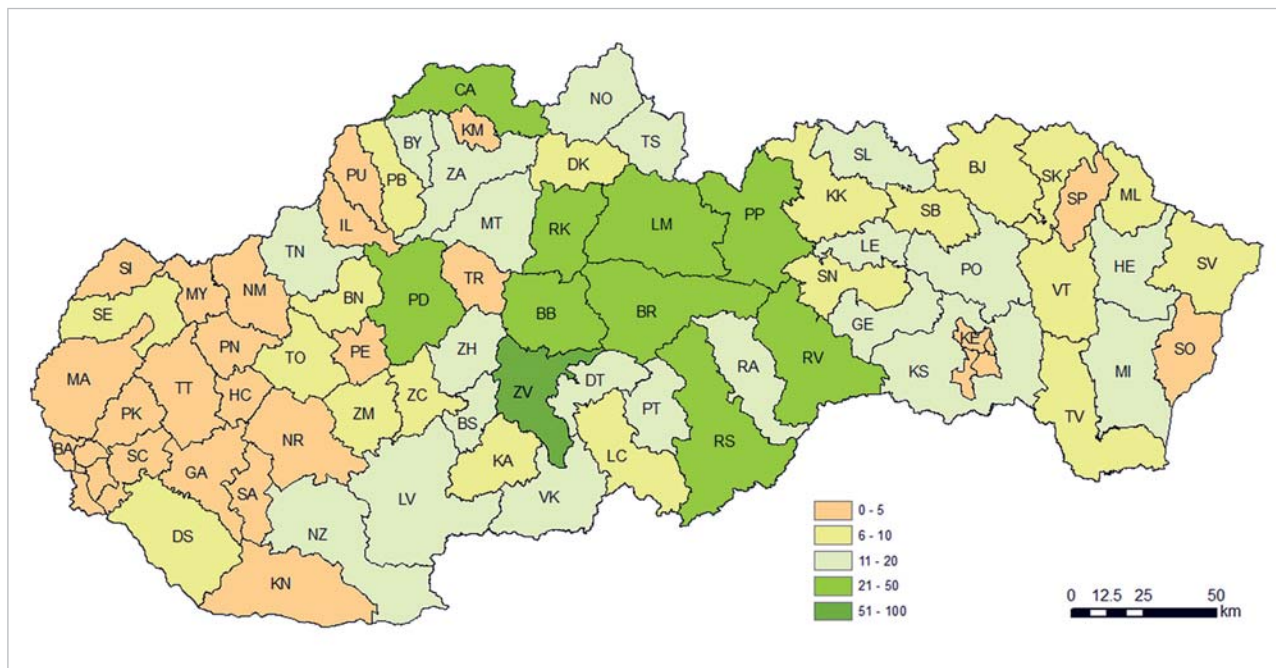 CA
NO
KM
BY
TS
PU
PB
ZA
DK
SL
BJ
SK
SP
ML
KK
SB
IL
MT
RK
LM
PP
TN
LE
PO
HE
SV
SI
MY
NM
BN
PD
TR
SN
VT
SE
BB
BR
GE
PN
TO
PE
ZH
RA
RV
KE
SO
MA
TT
HC
ZM
ZC
ZV
DT
KS
MI
PK
BS
PT
TV
BA
SC
NR
KA
LC
RS
GA
SA
LV
VK
DS
NZ
KN
0 - 5
6 - 10
11 - 20
21 - 50
51 - 100
0 12.5 25 50
km